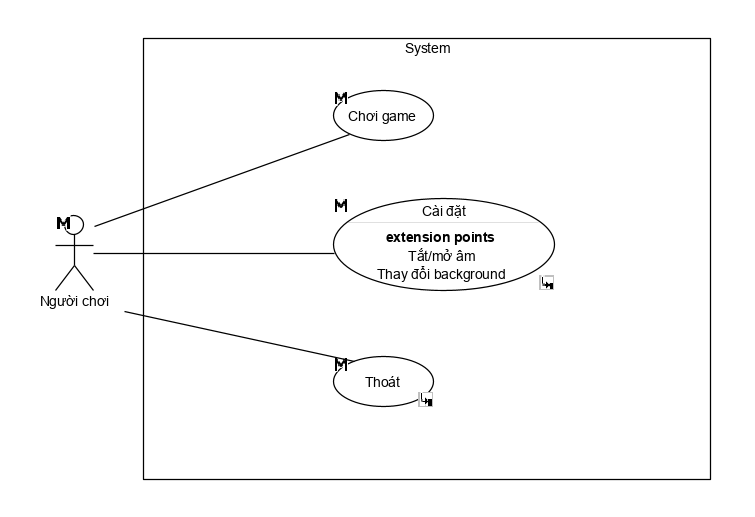 System
Chơi game
Cài đặt
extension points
Tắt/mở âm
Thay đổi background
Người chơi
Thoát